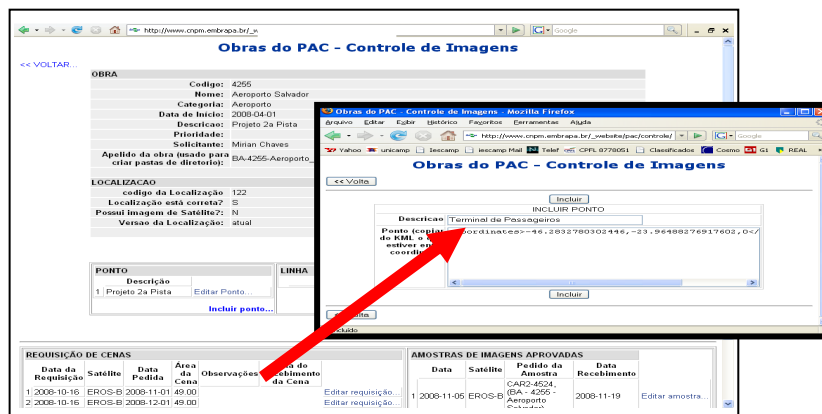 http://www.cnpm.embrapa.br/_w
Google
Obras do PAC - Controle de Imagens
<< VOLTAR...
OBRA
Codigo: 4255
Nome: Aeroporto Salvador
Categoria: Aeroporto
Data de Início: 2008-04-01
Descricao: Projeto 2a Pista
Prioridade:
Solicitante: Mirian Chaves
Apelido da obra (usado para criar pastas de diretorio): BA-4255-Aeroporto_
LOCALIZACAO
codigo da Localização 122
Localização está correta? S
Possui imagem de Satélite?: N
Versao da Localização: atual
PONTO
Descrição
1 Projeto 2a Pista Editar Ponto...
Incluir ponto...
LINHA
Obras do PAC - Controle de Imagens - Mozilla Firefox
Arquivo Editar Exibir Histórico Favoritos Ferramentas Ajuda
http://www.cnpm.embrapa.br/_website/pac/controle/
Google
Yahoo unicamp Iescamp iescamp Mail Telef CPFL 8778051 Classificados Cosmo G1 REAL
Obras do PAC - Controle de Imagens
<< Volta
Incluir
INCLUIR PONTO
Descricao Terminal de Passageiros
Ponto (copiar
do KML o
estiver
-46.2832780302446,-23.96488276917602,0</
Incluir
REQUISIÇÃO DE CENAS
Data da Requisição Satélite Data Pedida Área da Cena Observações da Cena
1 2008-10-16 EROS-B 2008-11-01 49.00 Editar requisição...
2 2008-10-16 EROS-B 2008-12-01 49.00 Editar requisição...
AMOSTRAS DE IMAGENS APROVADAS
Data Satélite Pedido da Amostra Data Recebimento
1 2008-11-05 EROS-B CAR2-4524, (BA - 4255 - Aeroporto Salvador) 2008-11-19 Editar amostra...